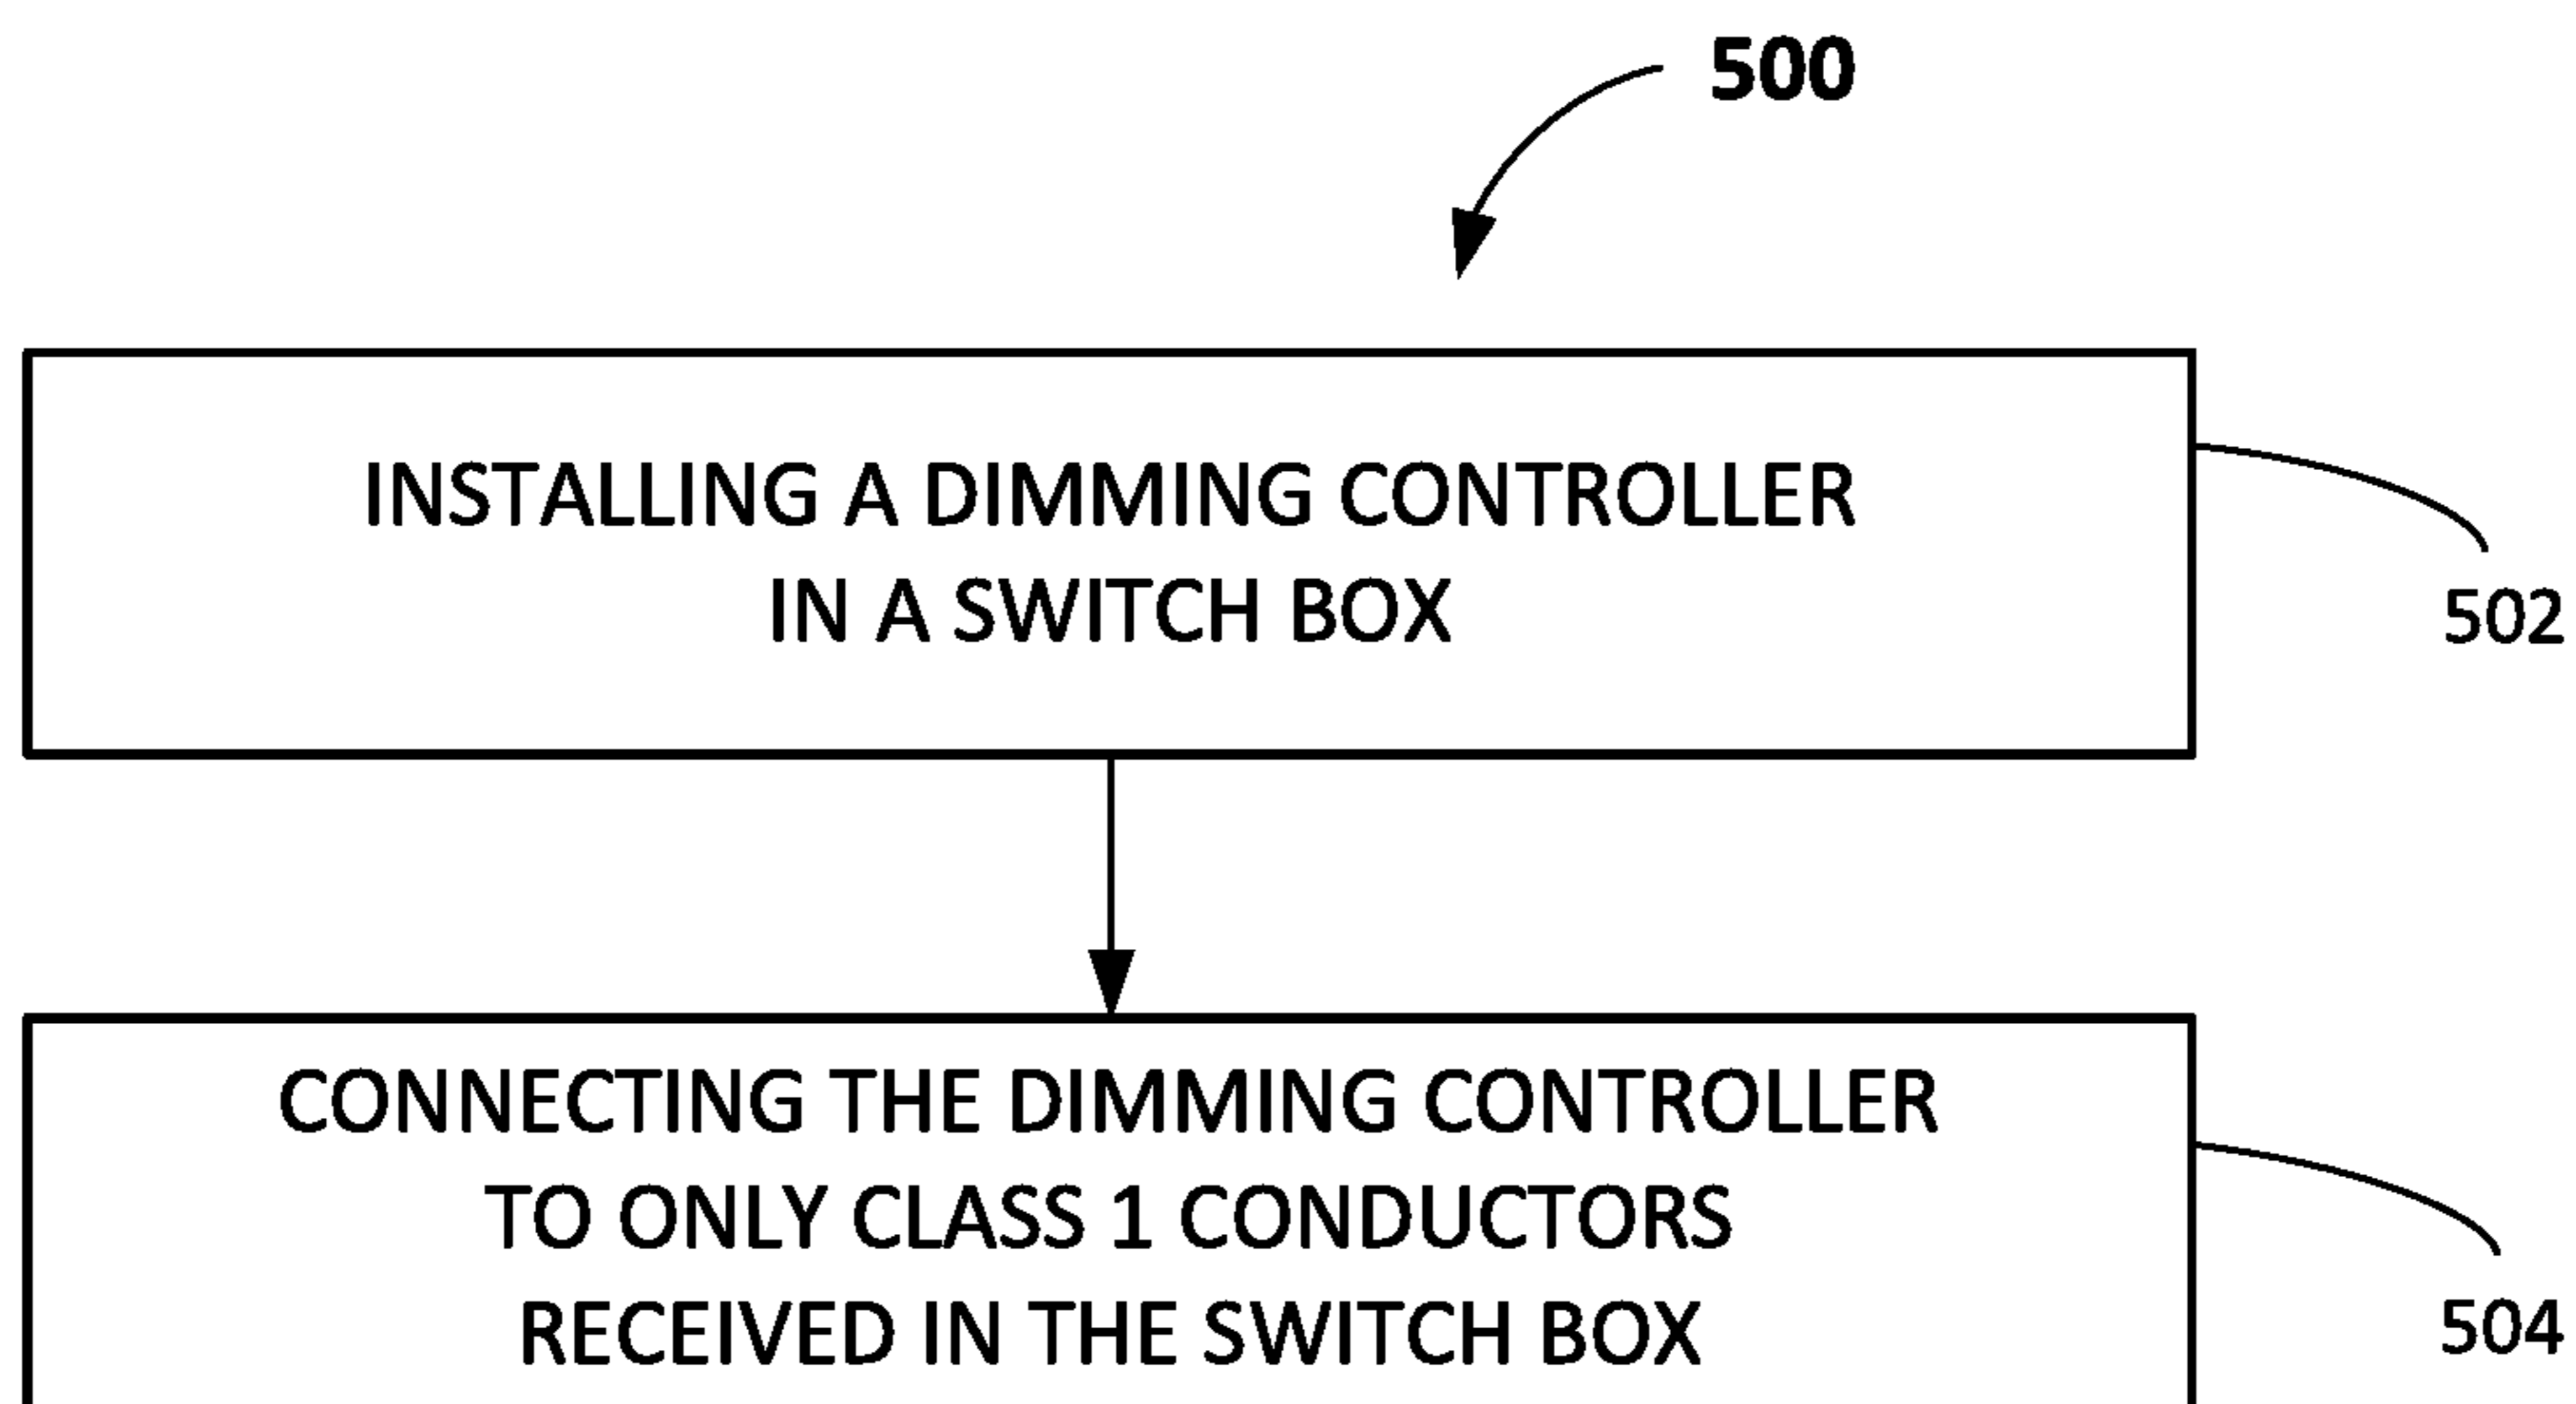 500
INSTALLING A DIMMING CONTROLLER
IN A SWITCH BOX
502
CONNECTING THE DIMMING CONTROLLER
TO ONLY CLASS 1 CONDUCTORS
RECEIVED IN THE SWITCH BOX
504